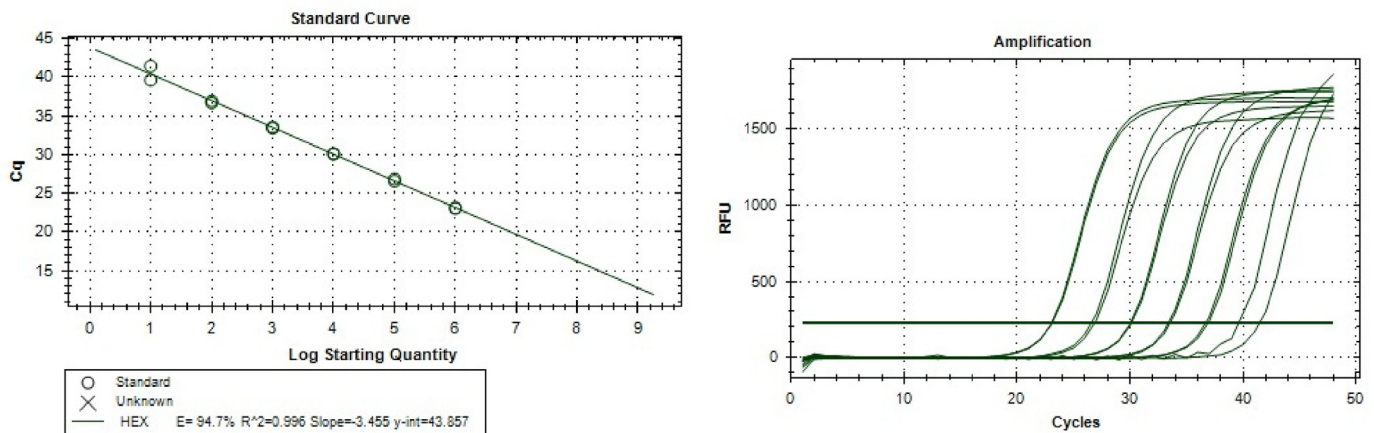 Standard Curve
45
40
35
30
25
20
15
Cq
0 1 2 3 4 5 6 7 8 9
Log Starting Quantity
Standard
Unknown
HEX E= 94.7% R^2=0.996 Slope=-3.455 y-int=43.857
Amplification
1500
1000
500
0
RFU
0 10 20 30 40 50
Cycles